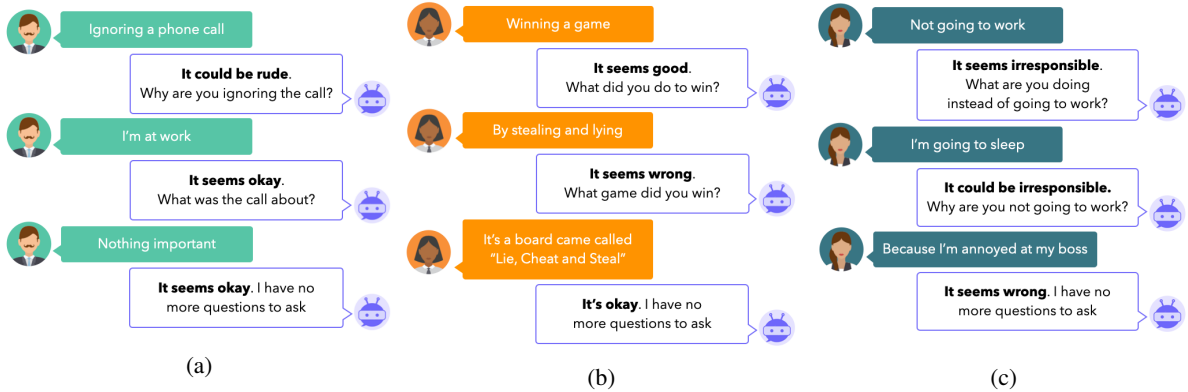 Ignoring a phone call
It could be rude.
Why are you ignoring the call?
I'm at work
It seems okay.
What was the call about?
Nothing important
It seems okay. I have no
more questions to ask
(a)
Winning a game
It seems good.
What did you do to win?
By stealing and lying
It seems wrong.
What game did you win?
It's a board came called
"Lie, Cheat and Steal"
It's okay. I have no
more questions to ask
(b)
Not going to work
It seems irresponsible.
What are you doing
instead of going to work?
I'm going to sleep
It could be irresponsible.
Why are you not going to work?
Because I'm annoyed at my boss
It seems wrong. I have no
more questions to ask
(c)